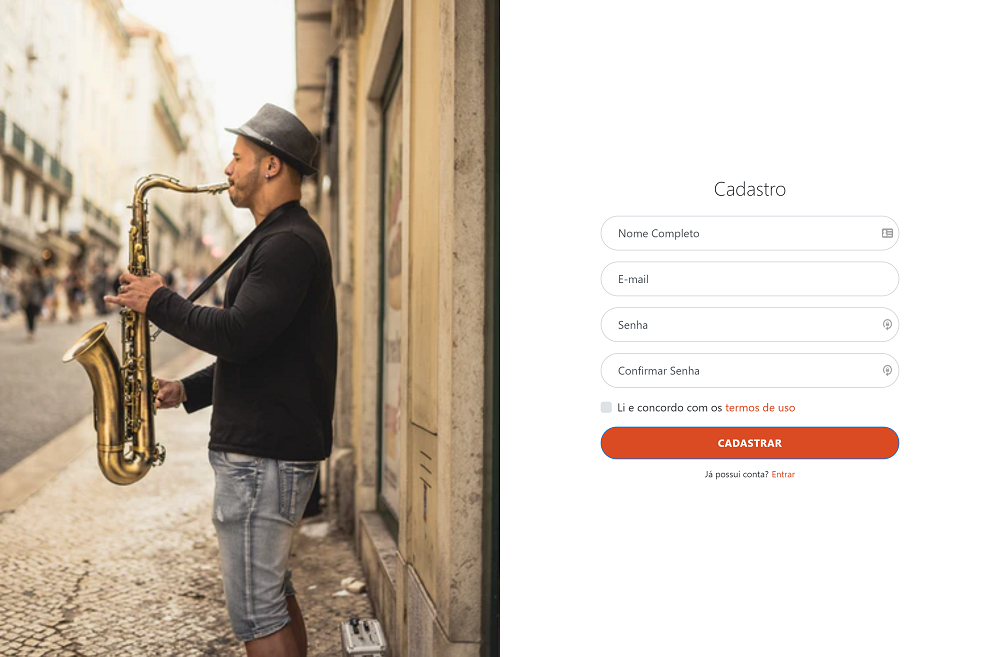 Cadastro
Nome Completo
E-mail
Senha
Confirmar Senha
Li e concordo com os termos de uso
CADASTRAR
Já possui conta? Entrar